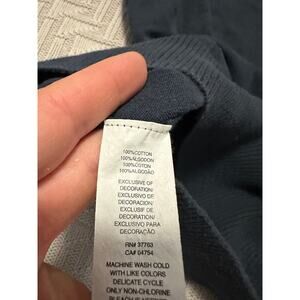 100%COTTON
100%ALGODON
100%COTON
100%ALGODÃO
EXCLUSIVE OF
DECORATION/
EXCLUSIVO DE
DECORACION/
EXCLUSIF DE
DECORATION/
EXCLUSIVO PARA
DECORAÇÃO
RN# 37763
CA# 04754
MACHINE WASH COLD
WITH LIKE COLORS
DELICATE CYCLE
ONLY NON-CHLORINE